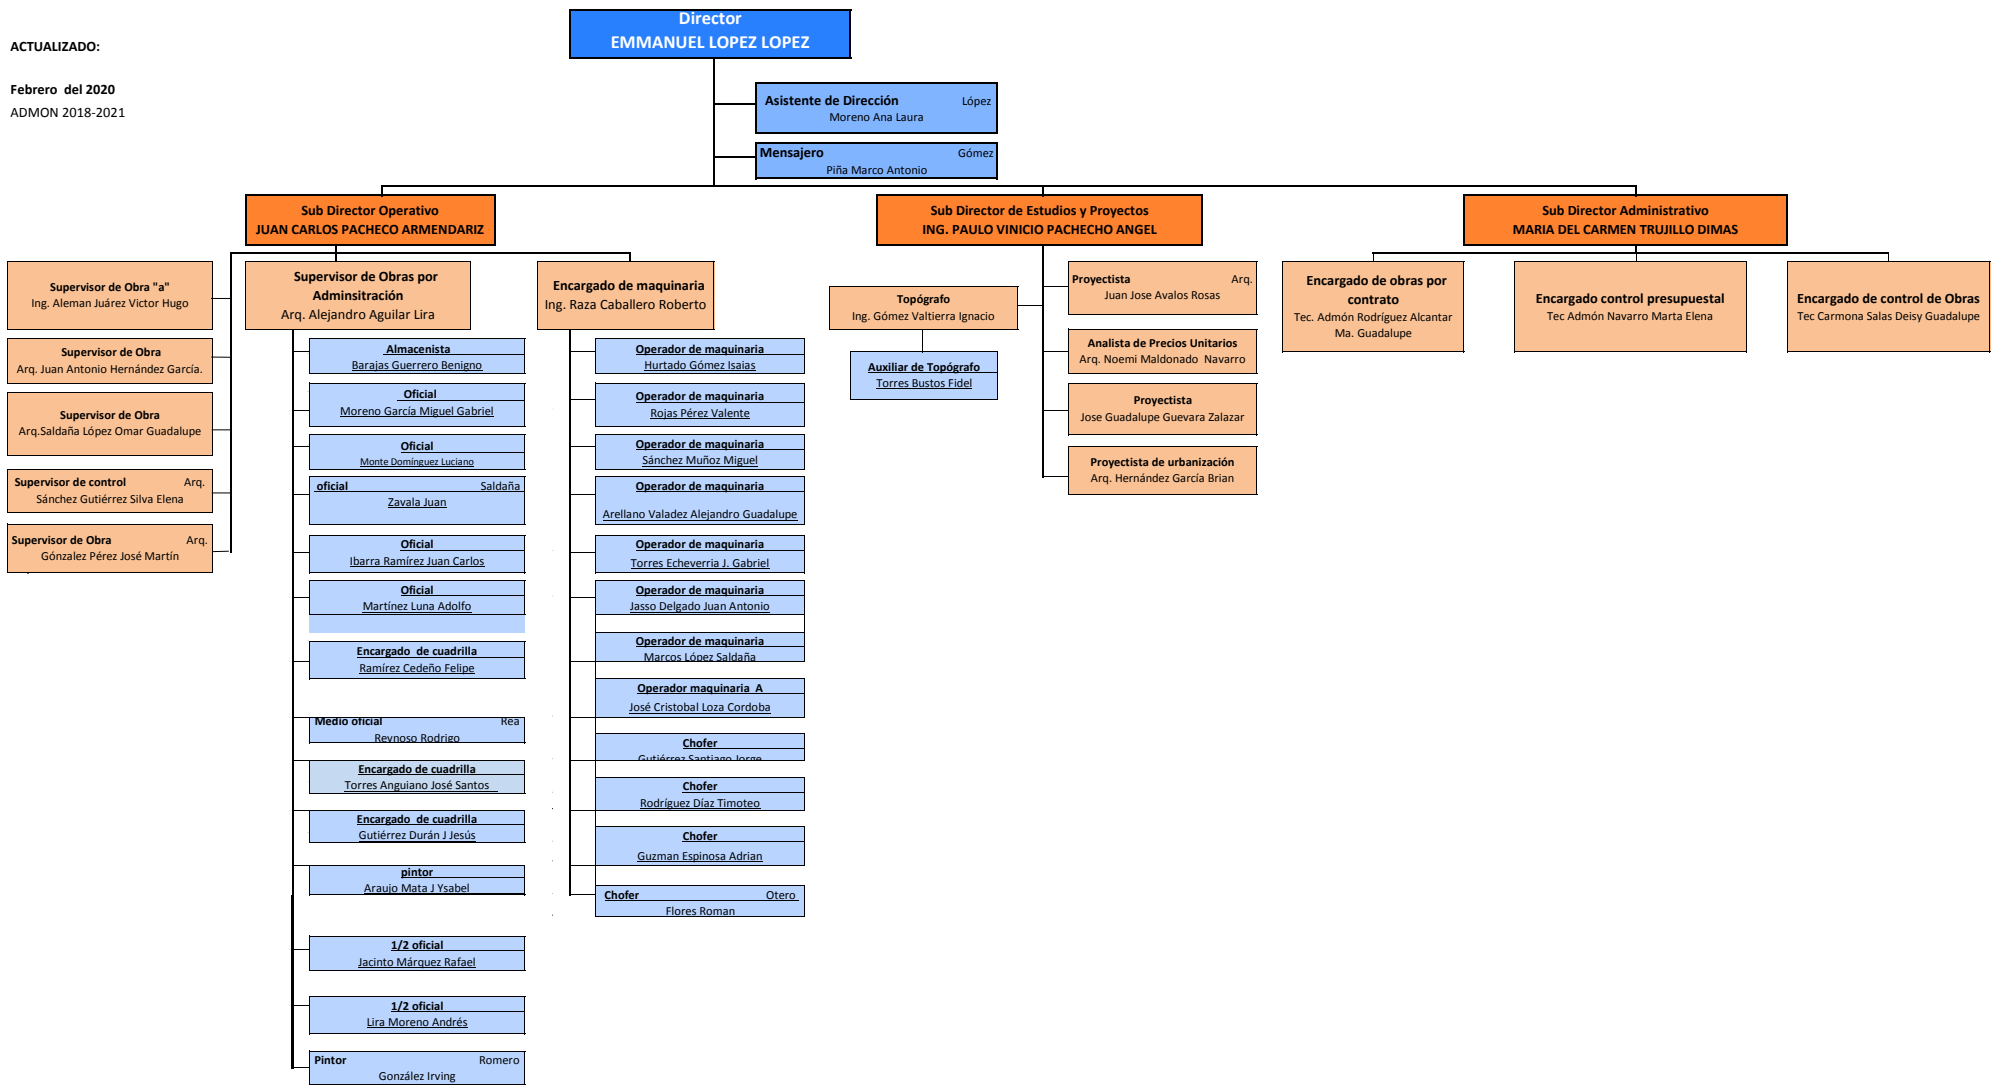 Director
EMMANUEL LOPEZ LOPEZ
ACTUALIZADO:
Febrero  del 2020
ADMON 2018-2021
Asistente de Dirección López
Moreno Ana Laura
Mensajero Gómez
Piña Marco Antonio
Sub Director Operativo
JUAN CARLOS PACHECO ARMENDARIZ
Sub Director de Estudios y Proyectos
ING. PAULO VINICIO PACHECHO ANGEL
Sub Director Administrativo
MARIA DEL CARMEN TRUJILLO DIMAS
Supervisor de Obra "a"
Ing. Aleman Juárez Victor Hugo
Supervisor de Obra
Arq. Juan Antonio Hernández García.
Supervisor de Obra
Arq.Saldaña López Omar Guadalupe
Supervisor de control Arq.
Sánchez Gutiérrez Silva Elena
Supervisor de Obra Arq.
Gónzalez Pérez José Martín
Supervisor de Obras por
Adminsitración
Arq. Alejandro Aguilar Lira
Almacenista
Barajas Guerrero Benigno
Oficial
Moreno García Miguel Gabriel
Oficial
Monte Domínguez Luciano
oficial Saldaña
Zavala Juan
Oficial
Ibarra Ramírez Juan Carlos
Oficial
Martínez Luna Adolfo
Encargado  de cuadrilla
Ramírez Cedeño Felipe
Medio oficial Rea
Reynoso Rodrigo
Encargado de cuadrilla
Torres Anguiano José Santos
Encargado  de cuadrilla
Gutiérrez Durán J Jesús
pintor
Araujo Mata J Ysabel
1/2 oficial
Jacinto Márquez Rafael
1/2 oficial
Lira Moreno Andrés
Pintor Romero
González Irving
Encargado de maquinaria
Ing. Raza Caballero Roberto
Operador de maquinaria
Hurtado Gómez Isaias
Operador de maquinaria
Rojas Pérez Valente
Operador de maquinaria
Sánchez Muñoz Miguel
Operador de maquinaria
Arellano Valadez Alejandro Guadalupe
Operador de maquinaria
Torres Echeverria J. Gabriel
Operador de maquinaria
Jasso Delgado Juan Antonio
Operador de maquinaria
Marcos López Saldaña
Operador maquinaria  A
José Cristobal Loza Cordoba
Chofer
Gutiérrez Santiago Jorge
Chofer
Rodríguez Díaz Timoteo
Chofer
Guzman Espinosa Adrian
Chofer Otero
Flores Roman
Topógrafo
Ing. Gómez Valtierra Ignacio
Auxiliar de Topógrafo
Torres Bustos Fidel
Proyectista Arq.
Juan Jose Avalos Rosas
Analista de Precios Unitarios
Arq. Noemi Maldonado  Navarro
Proyectista
Jose Guadalupe Guevara Zalazar
Proyectista de urbanización
Arq. Hernández García Brian
Encargado de obras por
contrato
Tec. Admón Rodríguez Alcantar
Ma. Guadalupe
Encargado control presupuestal
Tec Admón Navarro Marta Elena
Encargado de control de Obras
Tec Carmona Salas Deisy Guadalupe